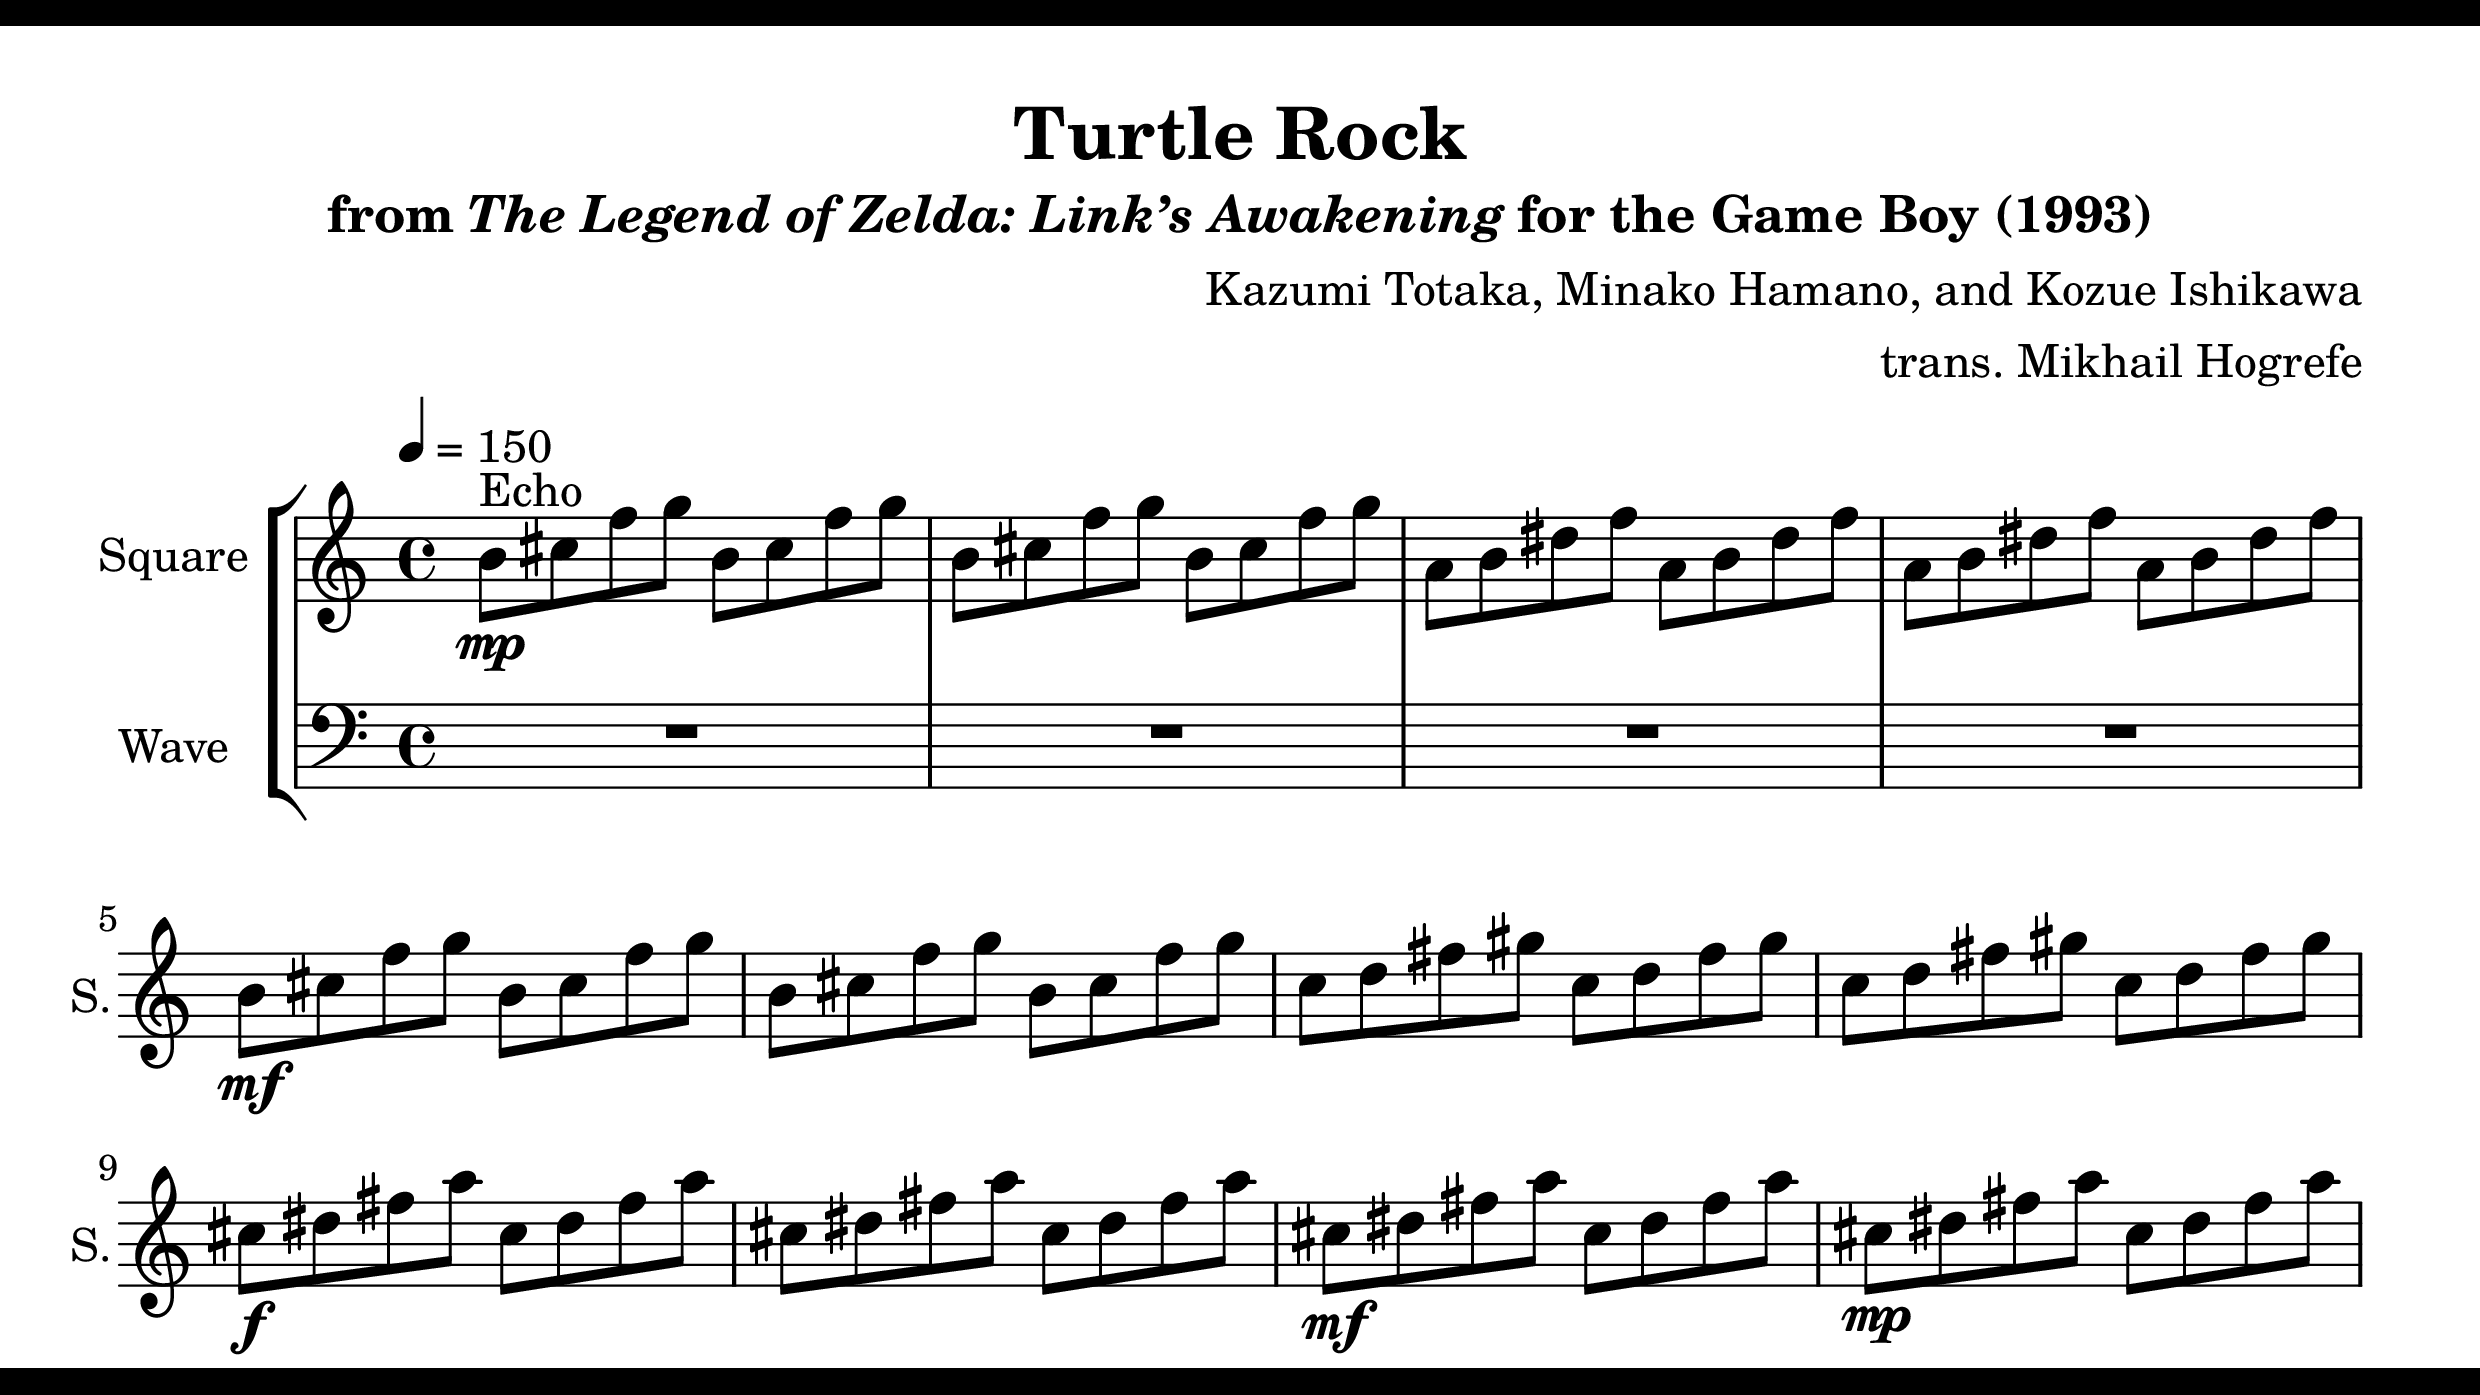 Turtle Rock
from The Legend of Zelda: Link’s Awakening for the Game Boy (1993)
Kazumi Totaka, Minako Hamano, and Kozue Ishikawa
trans. Mikhail Hogrefe
= 150
Echo
Square
mp
Wave
5
S.
mf
9
S.
f mf mp